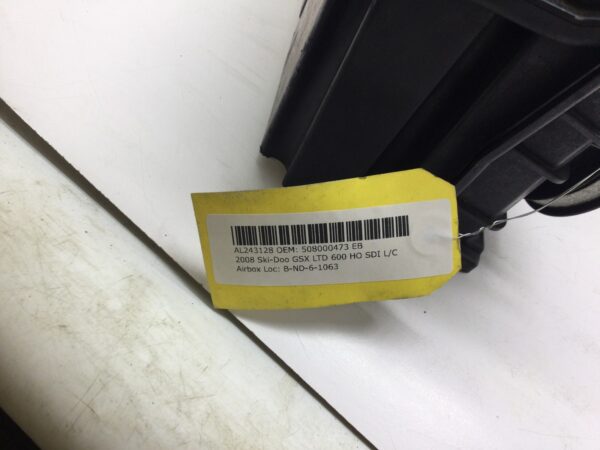 AL243128 OEM: 508000473 EB
2008 Ski-Doo GSX LTD 600 HO SDI L/C
Airbox Loc: B-ND-6-1063